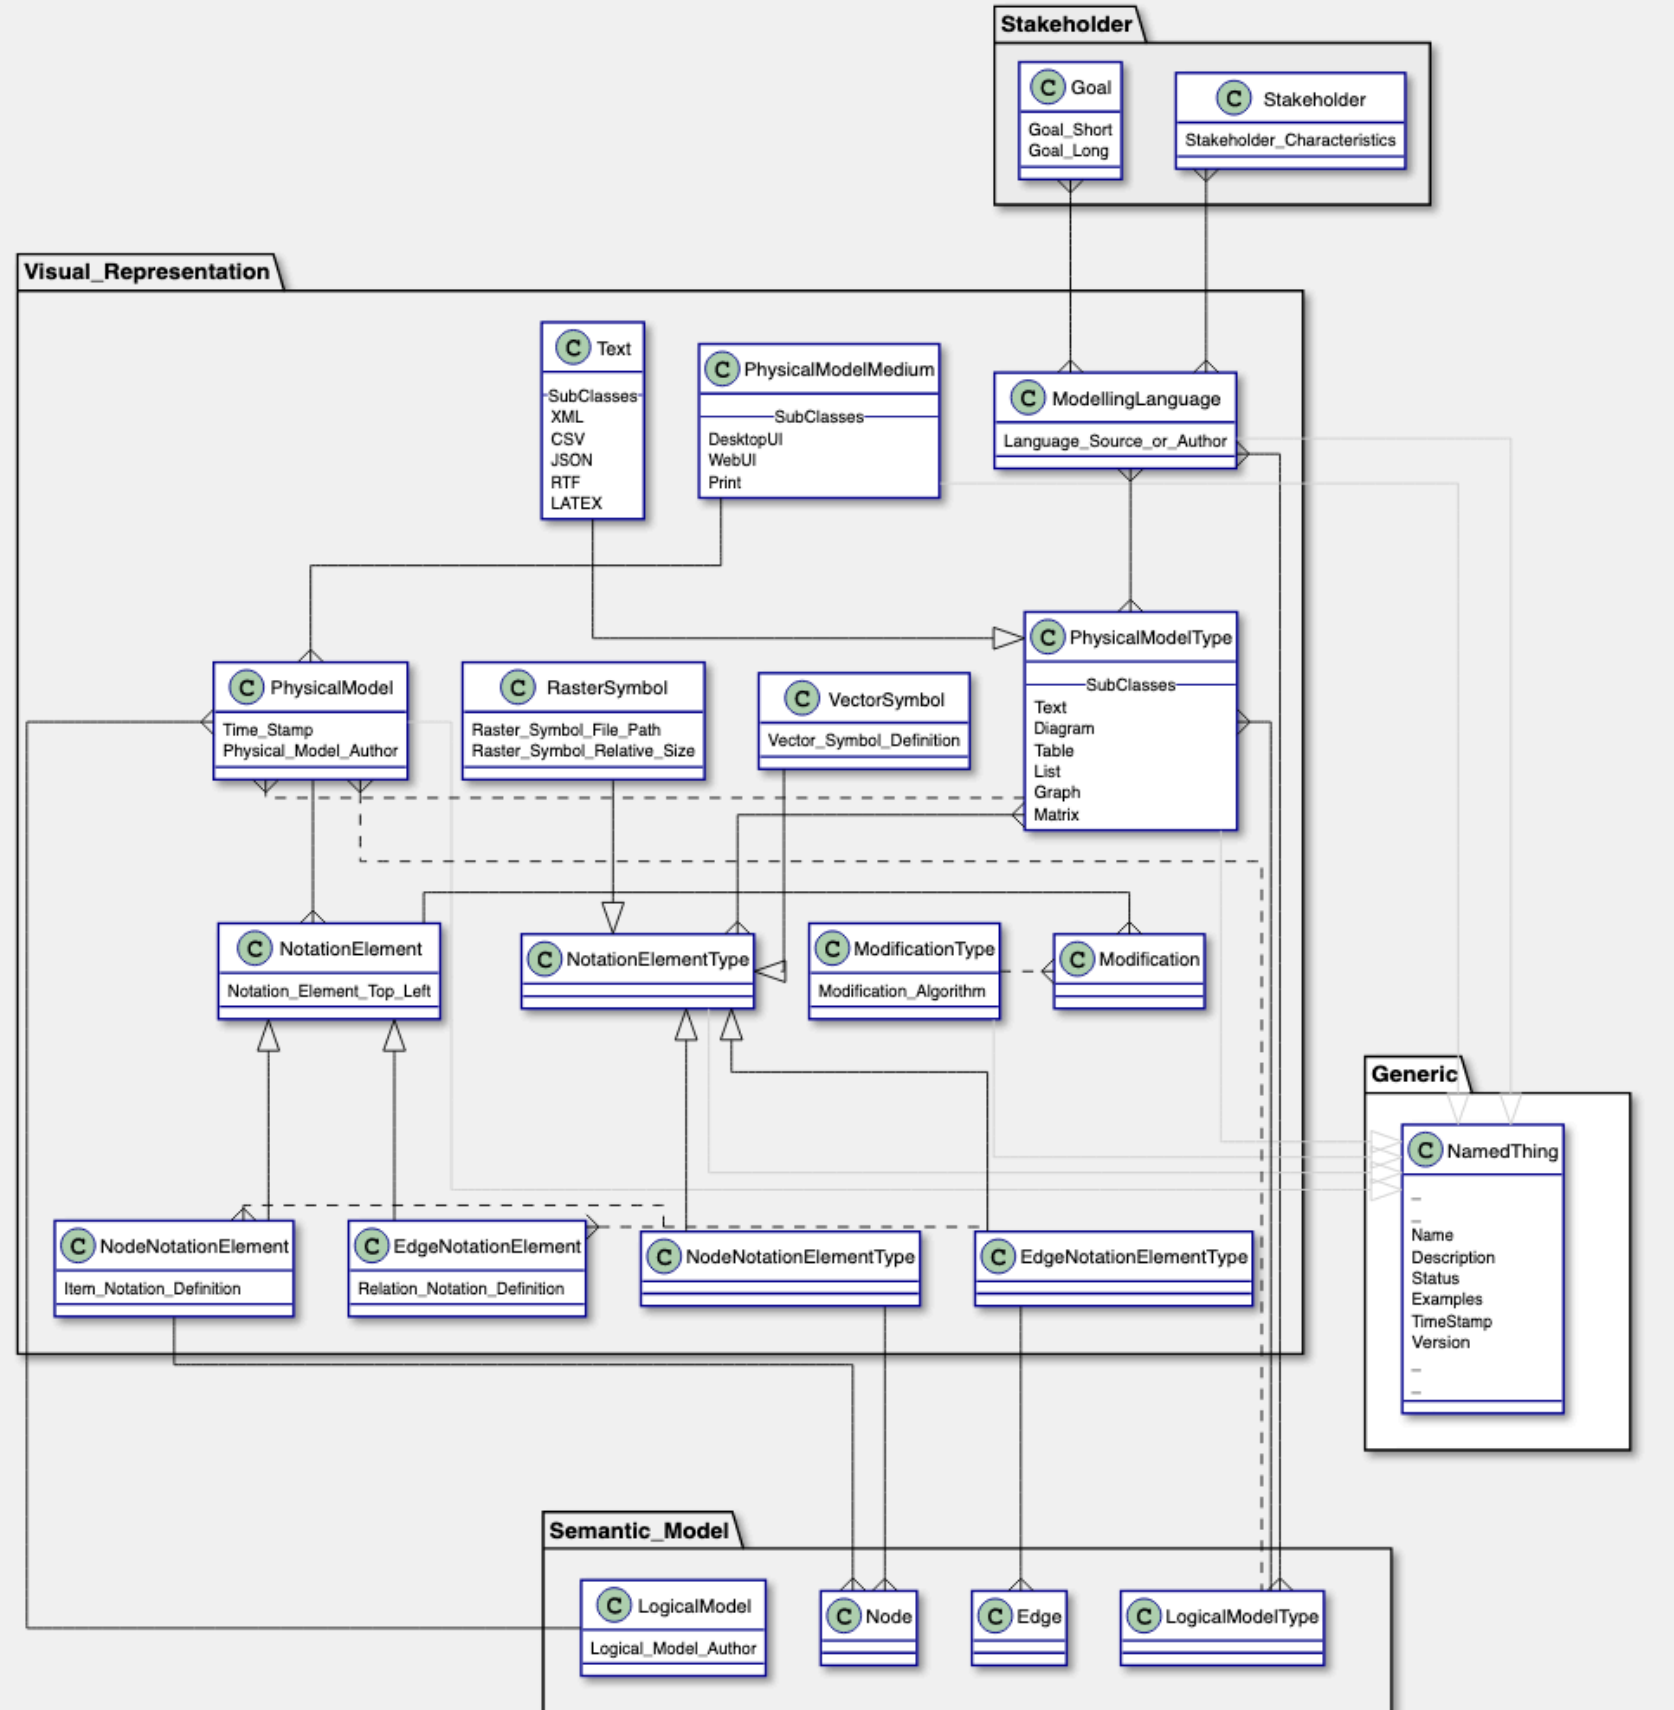 Stakeholder
C Goal
Goal_Short
Goal_Long
C Stakeholder
Stakeholder_Characteristics
Visual_Representation
C Text
SubClasses
XML
CSV
JSON
RTF
LATEX
C PhysicalModelMedium
SubClasses
DesktopUI
WebUI
Print
C ModellingLanguage
Language_Source_or_Author
C PhysicalModel
Time_Stamp
Physical_Model_Author
C RasterSymbol
Raster_Symbol_File_Path
Raster_Symbol_Relative_Size
C VectorSymbol
Vector_Symbol_Definition
C PhysicalModelType
SubClasses
Text
Diagram
Table
List
Graph
Matrix
C NotationElement
Notation_Element_Top_Left
C NotationElementType
C ModificationType
Modification_Algorithm
C Modification
Generic
C NamedThing
_
_
Name
Description
Status
Examples
TimeStamp
Version
_
_
C NodeNotationElement
Item_Notation_Definition
C EdgeNotationElement
Relation_Notation_Definition
C NodeNotationElementType
C EdgeNotationElementType
Semantic_Model
C LogicalModel
Logical_Model_Author
C Node
C Edge
C LogicalModelType